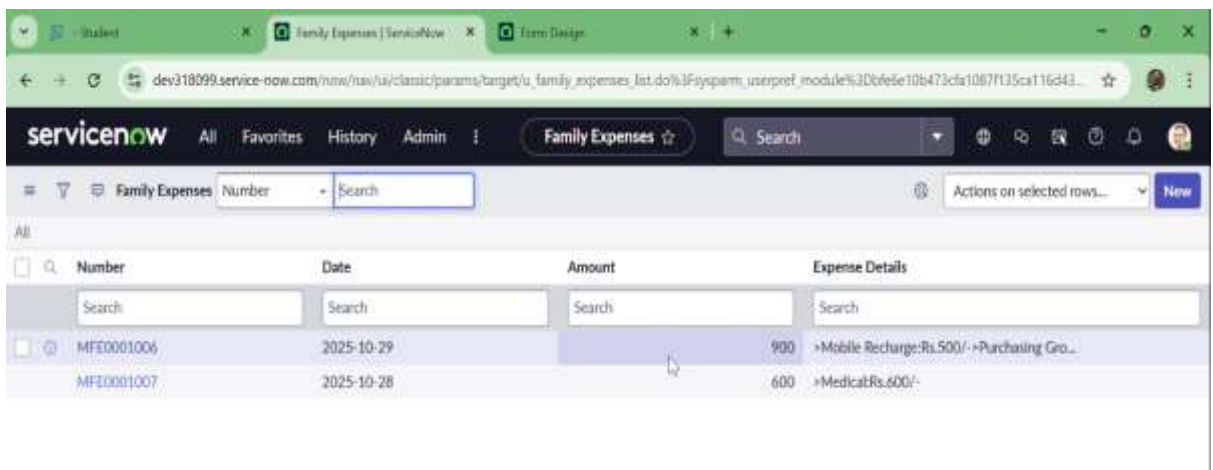 - Student
Family Expenses | ServiceNow
Form Design
dev318099.service-now.com/now/nav/ui/classic/params/target/u_family_expenses_list.do%3Fsysparm_userpref_module%3D
servicenow All Favorites History Admin Family Expenses Search
Family Expenses Number Search Actions on selected rows... New
All
Number Date Amount Expense Details
Search Search Search Search
MFE0001006 2025-10-29 900 >Mobile Recharge:Rs.500/->Purchasing Gro...
MFE0001007 2025-10-28 600 >Medical:Rs.600/-